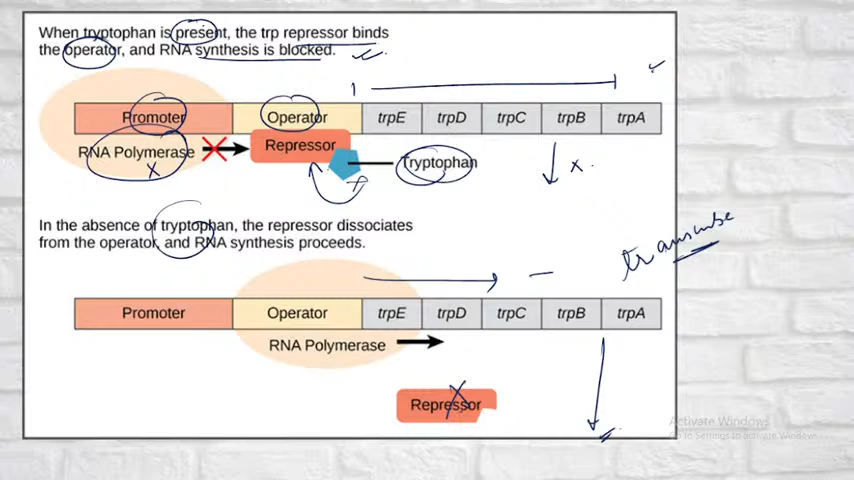 When tryptophan is present, the trp repressor binds
the operator, and RNA synthesis is blocked.
Promoter Operator trpE trpD trpC trpB trpA
RNA Polymerase Repressor
Tryptophan
In the absence of tryptophan, the repressor dissociates
from the operator, and RNA synthesis proceeds.
transcribe
Promoter Operator trpE trpD trpC trpB trpA
RNA Polymerase
Repressor
Activate Windows
Go to Settings to activate Windows.